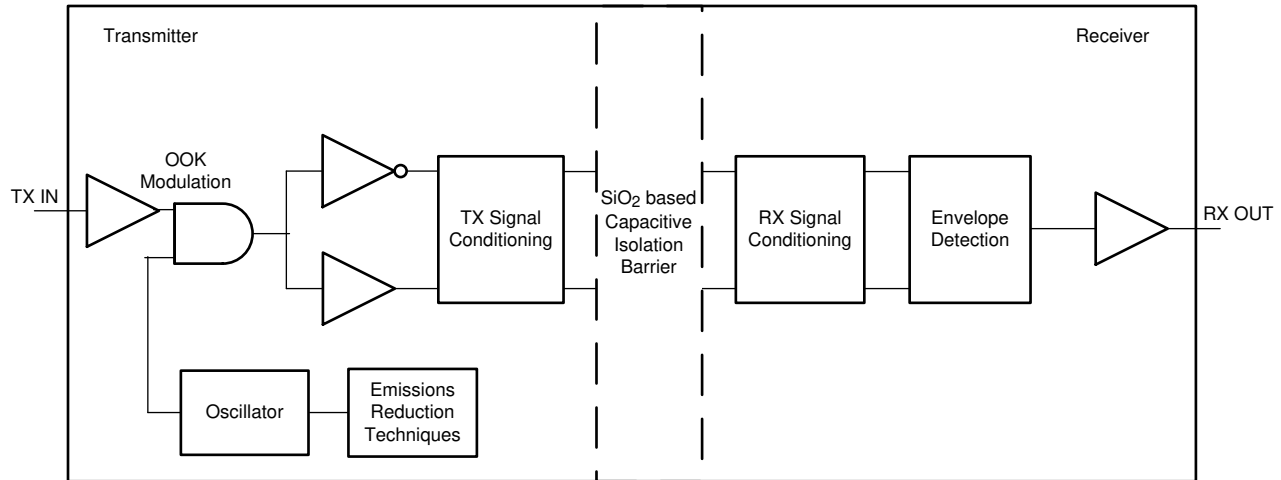 Transmitter
Receiver
OOK
Modulation
TX IN
TX Signal
Conditioning
SiO2 based
Capacitive
Isolation
Barrier
RX Signal
Conditioning
Envelope
Detection
RX OUT
Oscillator
Emissions
Reduction
Techniques